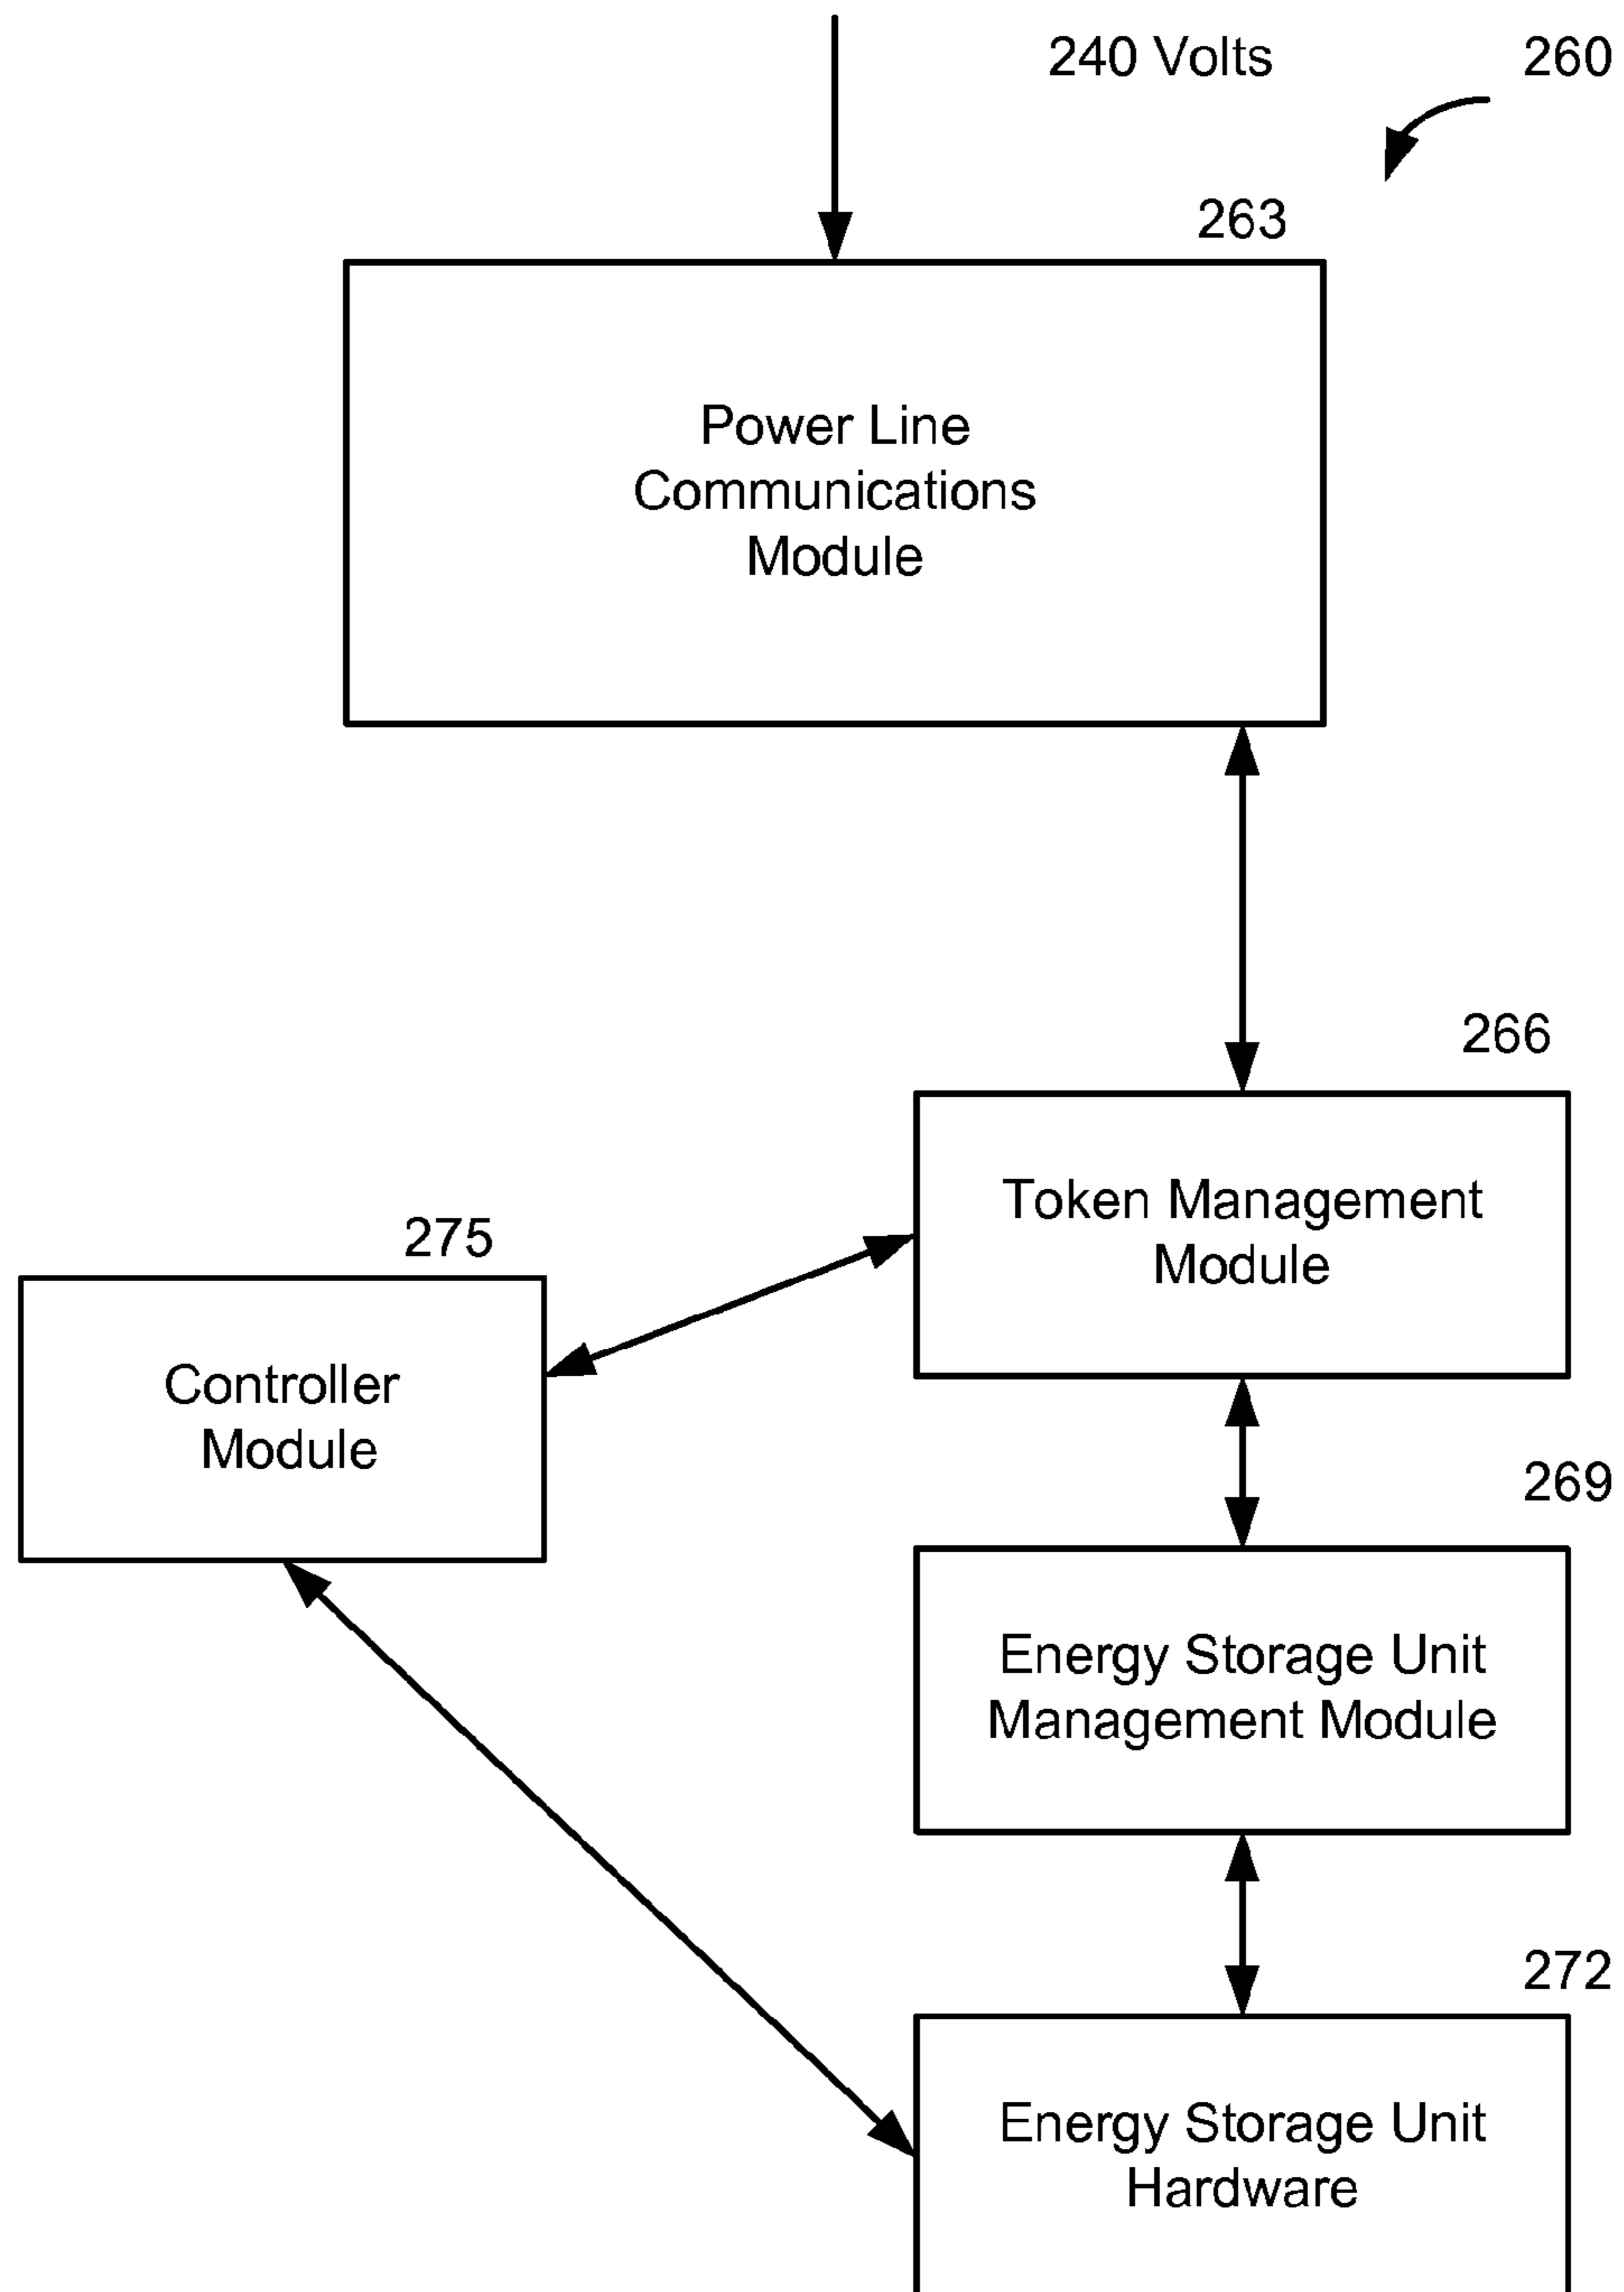 240 Volts
260
263
Power Line
Communications
Module
266
Token Management
Module
275
Controller
Module
269
Energy Storage Unit
Management Module
272
Energy Storage Unit
Hardware